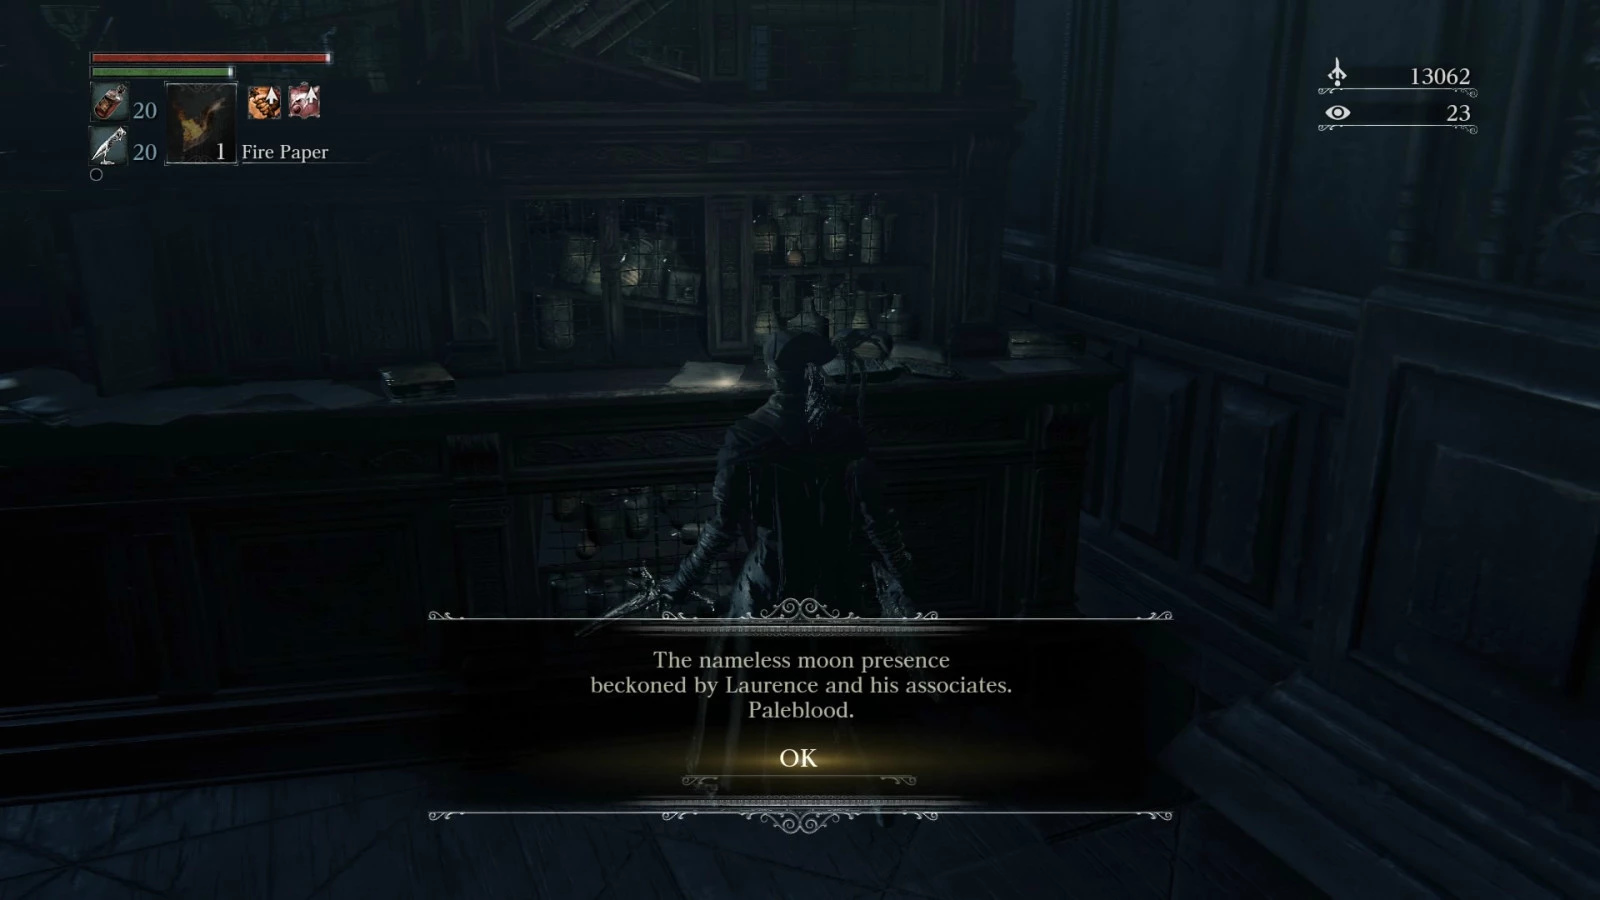 13062
20
23
20
1 Fire Paper
The nameless moon presence
beckoned by Laurence and his associates.
Paleblood.
OK